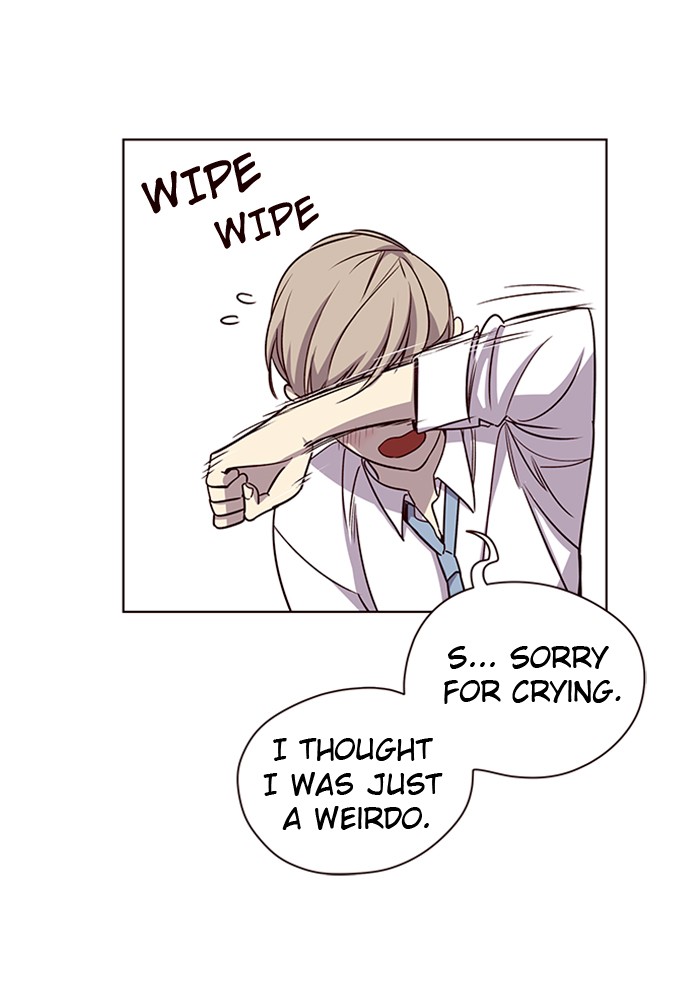 WIPE
WIPE
S... SORRY
FOR CRYING.
I THOUGHT
I WAS JUST
A WEIRDO.